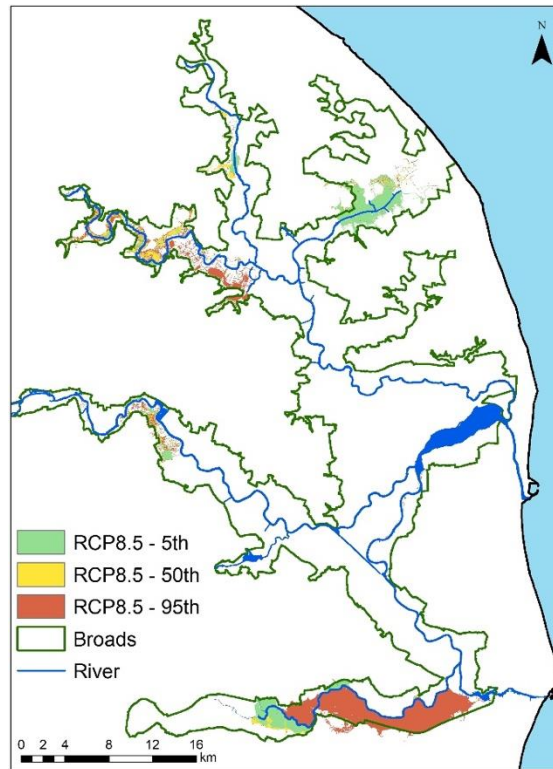 N
RCP8.5 - 5th
RCP8.5 - 50th
RCP8.5 - 95th
Broads
River
0 2 4 8 12 16
km